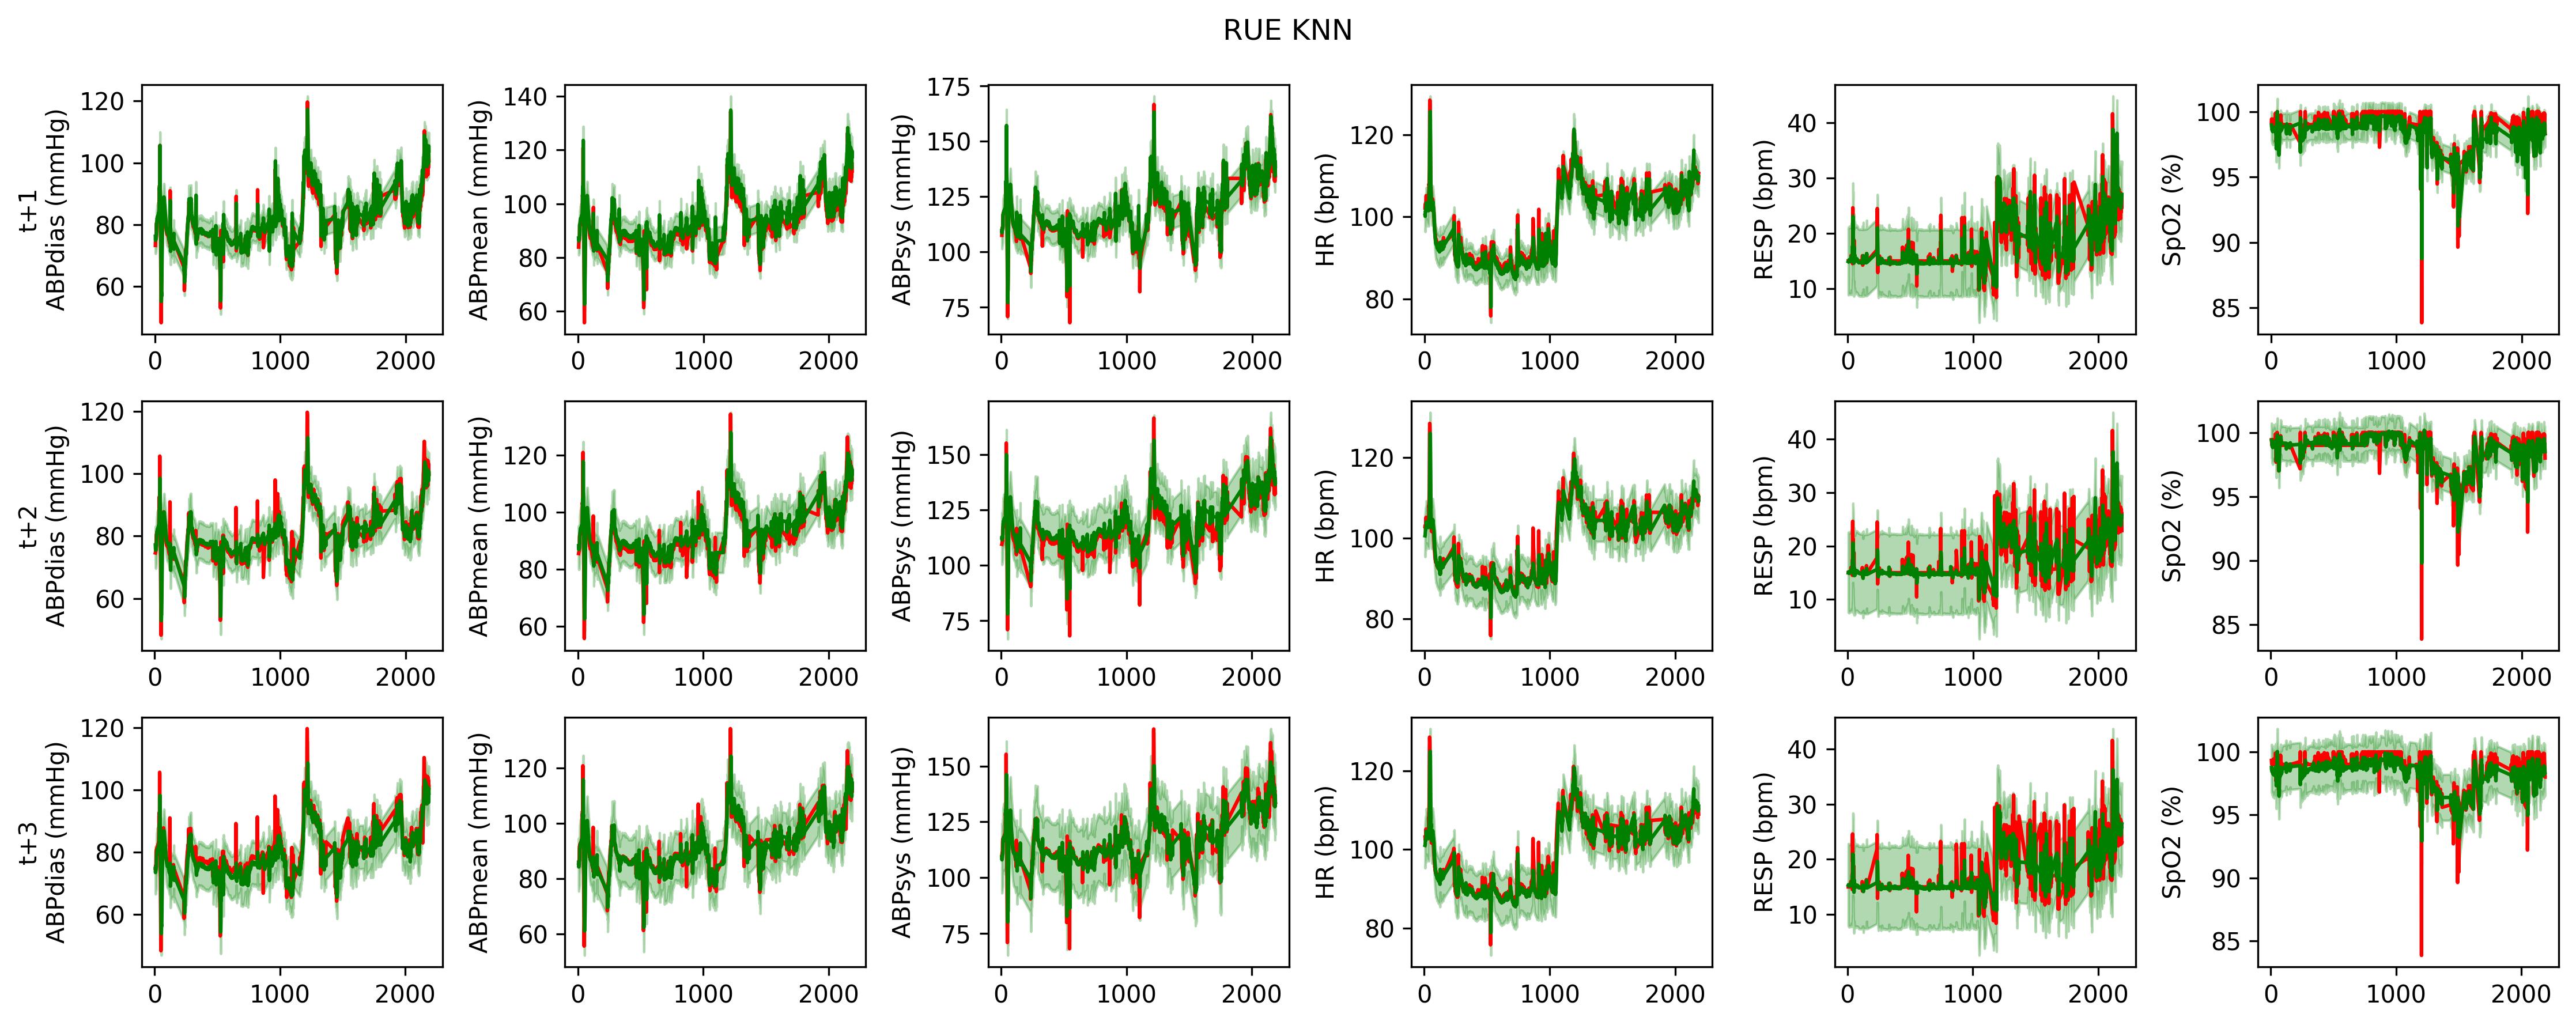 RUE KNN
t+1
ABPdias (mmHg)
120
100
80
60
0 1000 2000
ABPmean (mmHg)
140
120
100
80
60
0 1000 2000
ABPsys (mmHg)
175
150
125
100
75
0 1000 2000
HR (bpm)
120
100
80
0 1000 2000
RESP (bpm)
40
30
20
10
0 1000 2000
SpO2 (%)
100
95
90
85
0 1000 2000
t+2
ABPdias (mmHg)
120
100
80
60
0 1000 2000
ABPmean (mmHg)
120
100
80
60
0 1000 2000
ABPsys (mmHg)
150
125
100
75
0 1000 2000
HR (bpm)
120
100
80
0 1000 2000
RESP (bpm)
40
30
20
10
0 1000 2000
SpO2 (%)
100
95
90
85
0 1000 2000
t+3
ABPdias (mmHg)
120
100
80
60
0 1000 2000
ABPmean (mmHg)
120
100
80
60
0 1000 2000
ABPsys (mmHg)
150
125
100
75
0 1000 2000
HR (bpm)
120
100
80
0 1000 2000
RESP (bpm)
40
30
20
10
0 1000 2000
SpO2 (%)
100
95
90
85
0 1000 2000